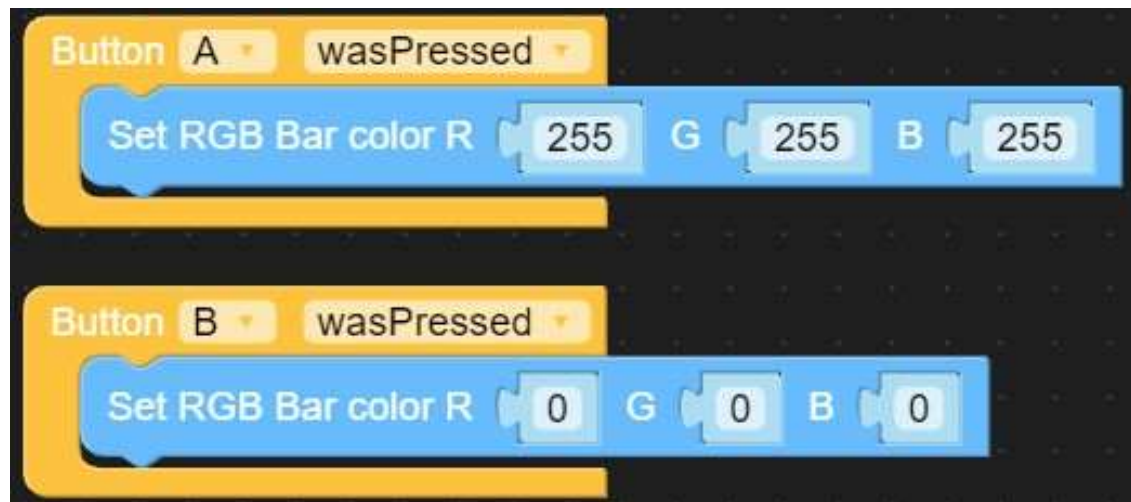 Button A wasPressed
Set RGB Bar color R 255 G 255 B 255
Button B wasPressed
Set RGB Bar color R 0 G 0 B 0